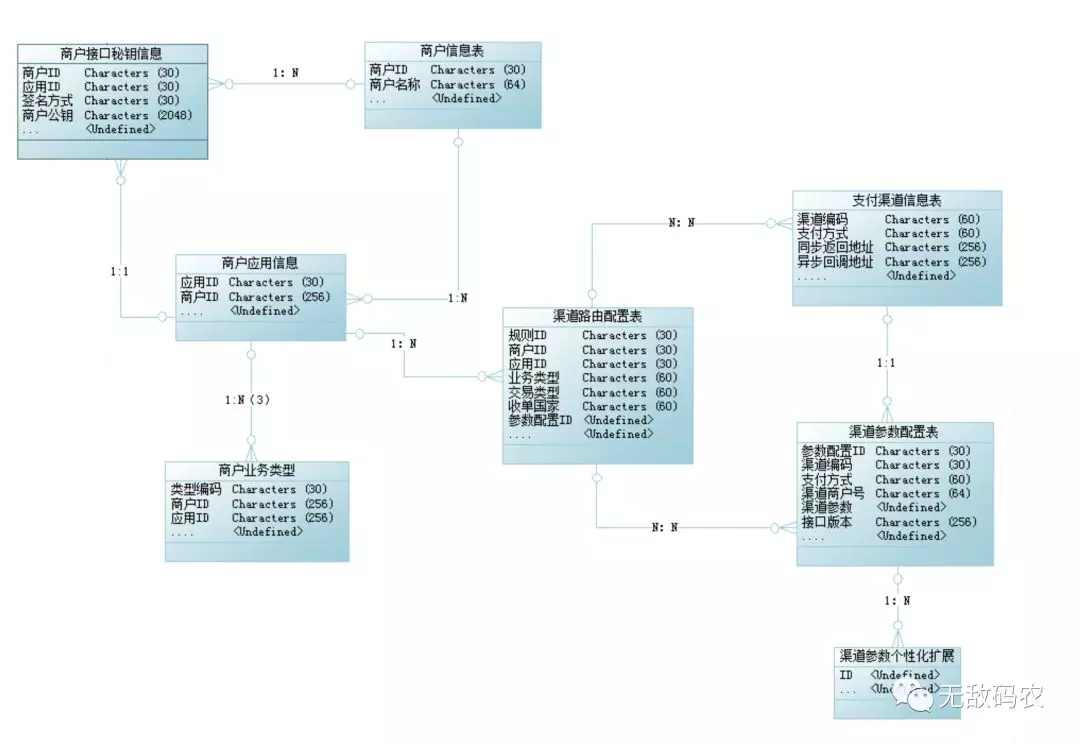 商户接口秘钥信息
商户ID Characters (30)
应用ID Characters (30)
签名方式 Characters (30)
商户公钥 Characters (2048)
... <Undefined>
1: N
商户信息表
商户ID Characters (30)
商户名称 Characters (64)
... <Undefined>
1:1
商户应用信息
应用ID Characters (30)
商户ID Characters (256)
.... <Undefined>
1:N
1: N
1:N(3)
商户业务类型
类型编码 Characters (30)
商户ID Characters (256)
应用ID Characters (256)
.... <Undefined>
N: N
渠道路由配置表
规则ID Characters (30)
商户ID Characters (30)
应用ID Characters (30)
业务类型 Characters (60)
交易类型 Characters (60)
收单国家 Characters (60)
参数配置ID <Undefined>
.... <Undefined>
N: N
支付渠道信息表
渠道编码 Characters (60)
支付方式 Characters (60)
同步返回地址 Characters (256)
异步回调地址 Characters (256)
..... <Undefined>
1:1
渠道参数配置表
参数配置ID Characters (30)
渠道编码 Characters (30)
支付方式 Characters (60)
渠道商户号 Characters (64)
渠道参数 <Undefined>
接口版本 Characters (256)
.... <Undefined>
1: N
渠道参数个性化扩展
ID <Undefined>
... <Undefined>
无敌码农